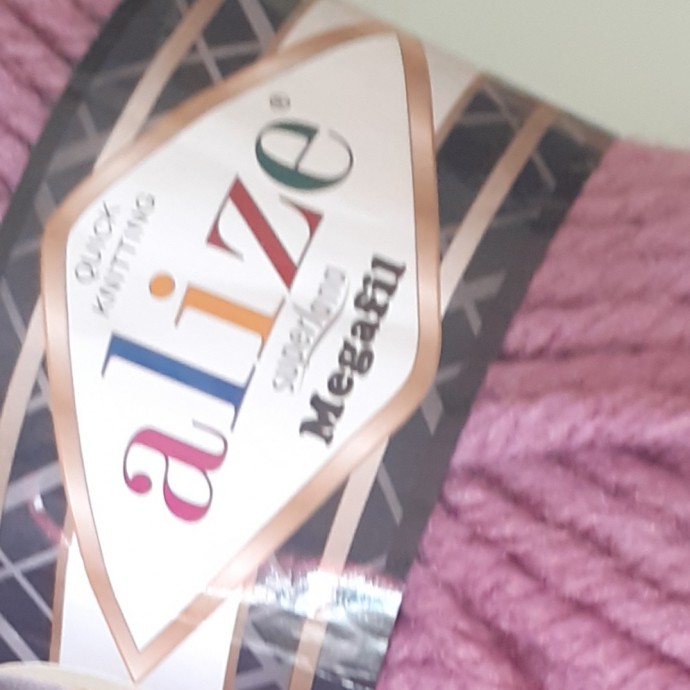 QUICK
KNITTING
alize®
superlana
Megafil